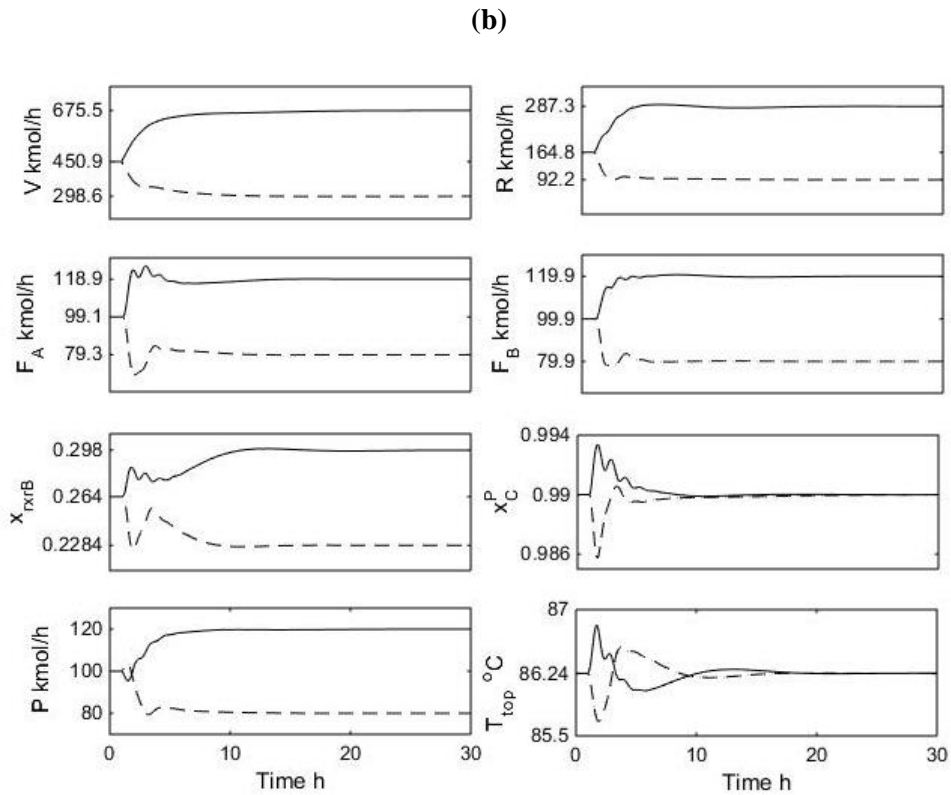 (b)
V kmol/h
675.5
450.9
298.6
R kmol/h
287.3
164.8
92.2
F_A kmol/h
118.9
99.1
79.3
F_B kmol/h
119.9
99.9
79.9
x_rxrB
0.298
0.264
0.2284
x_C^P
0.994
0.99
0.986
P kmol/h
120
100
80
0 10 20 30
Time h
T_top °C
87
86.24
85.5
0 10 20 30
Time h